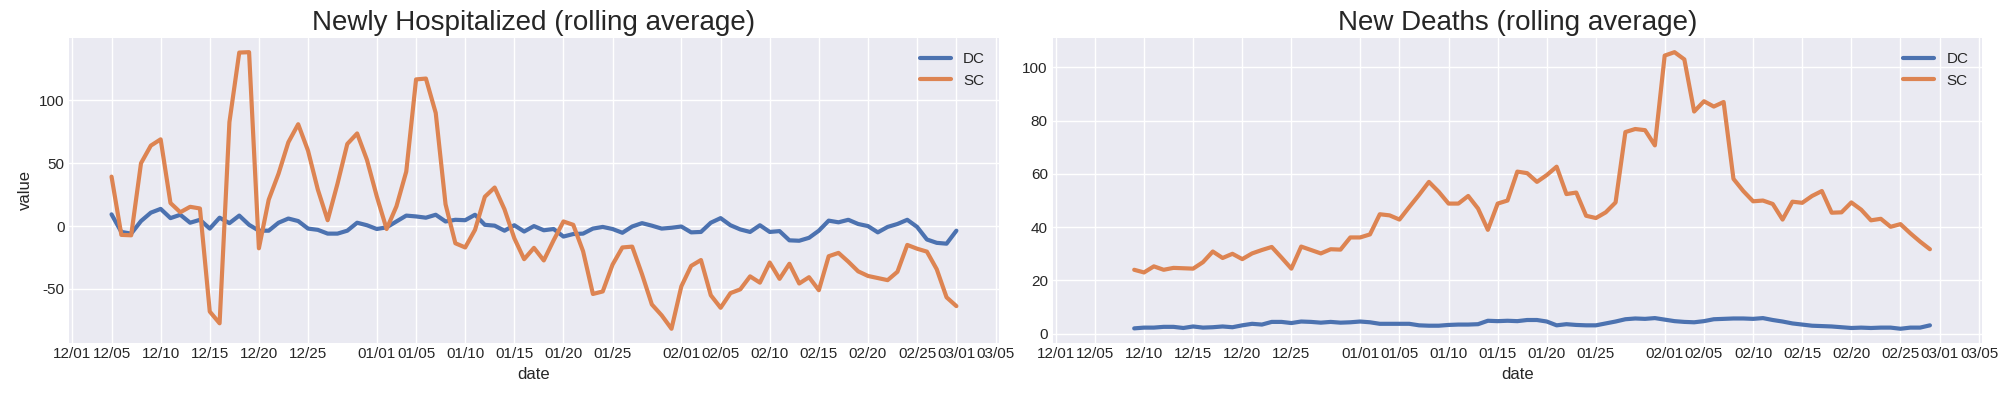 Newly Hospitalized (rolling average)
DC
SC
value
100
50
0
-50
12/01 12/05 12/10 12/15 12/20 12/25 01/01 01/05 01/10 01/15 01/20 01/25 02/01 02/05 02/10 02/15 02/20 02/25 03/01 03/05
date
New Deaths (rolling average)
DC
SC
100
80
60
40
20
0
12/01 12/05 12/10 12/15 12/20 12/25 01/01 01/05 01/10 01/15 01/20 01/25 02/01 02/05 02/10 02/15 02/20 02/25 03/01 03/05
date